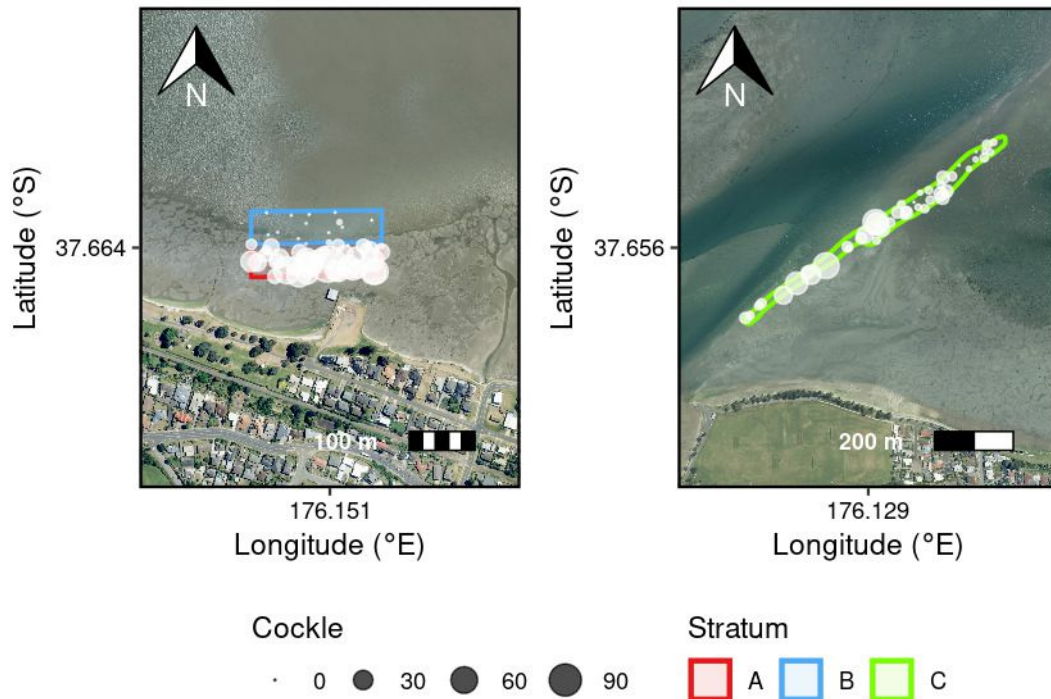 N
N
Latitude (°S)
37.664
Latitude (°S)
37.656
100 m
200 m
176.151
176.129
Longitude (°E)
Longitude (°E)
Cockle
0 30 60 90
Stratum
A B C